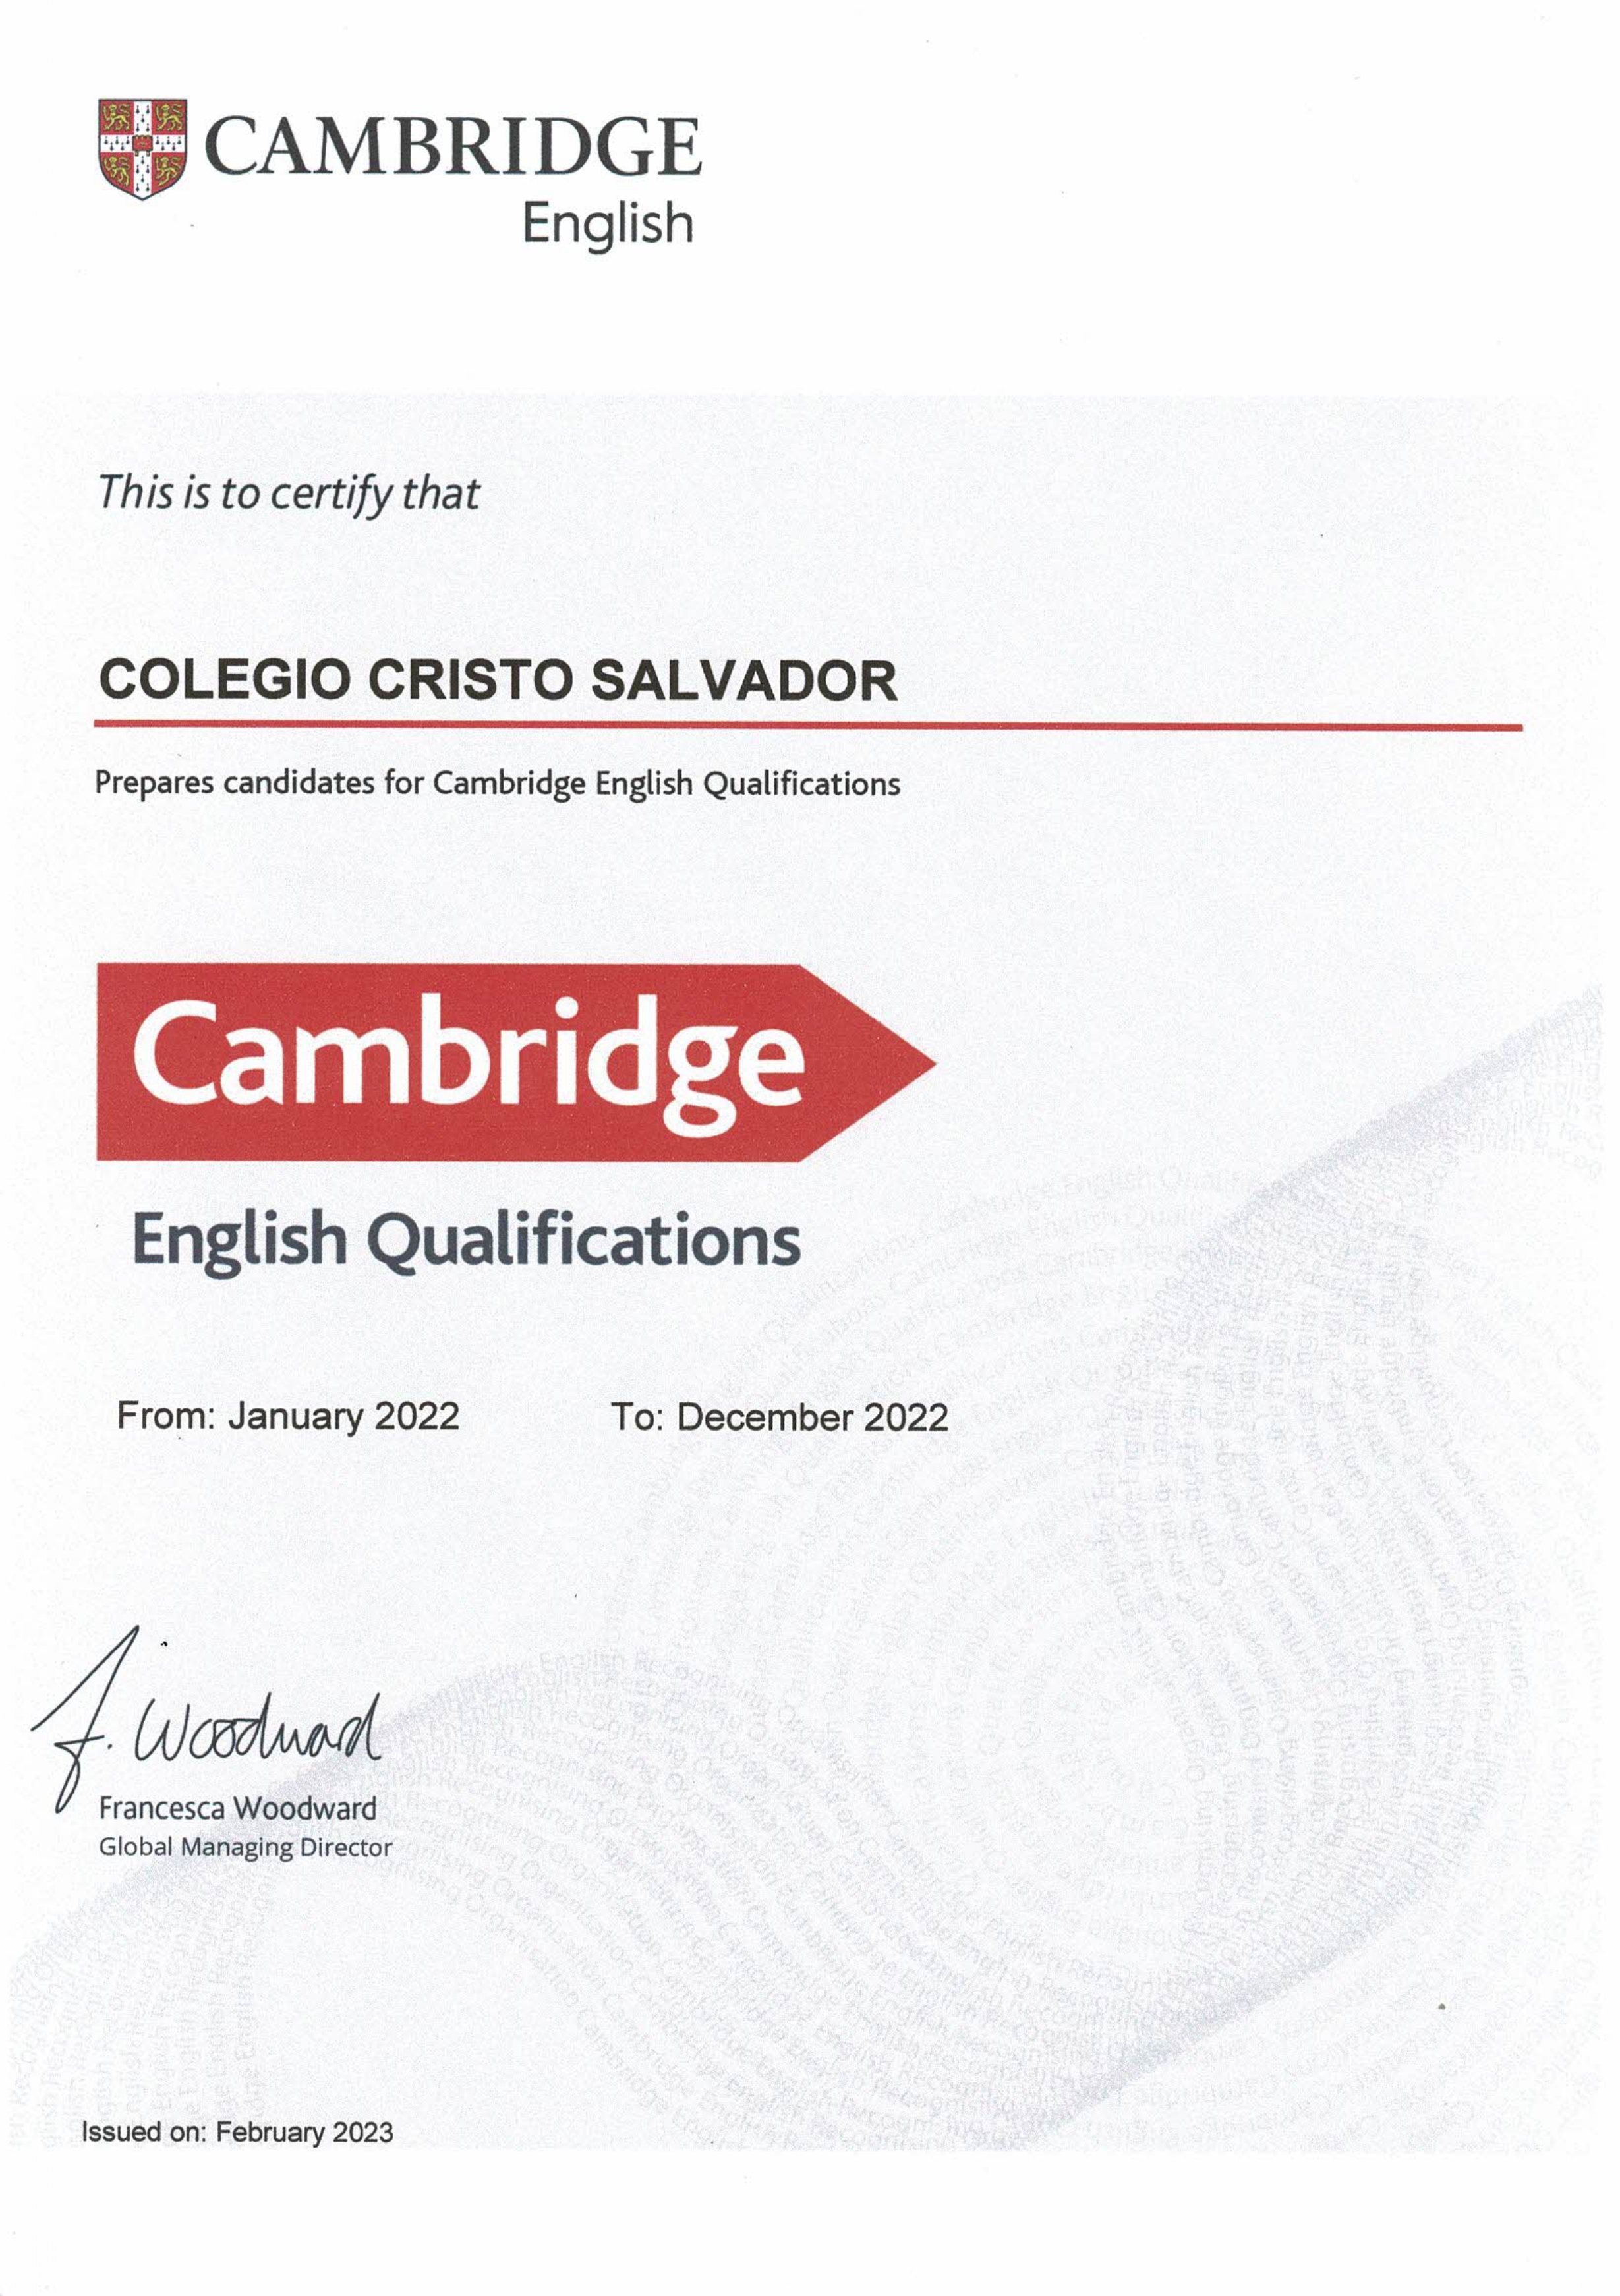 CAMBRIDGE
English
This is to certify that
COLEGIO CRISTO SALVADOR
Prepares candidates for Cambridge English Qualifications
Cambridge
English Qualifications
From: January 2022 To: December 2022
F. Woodward
Francesca Woodward
Global Managing Director
Issued on: February 2023